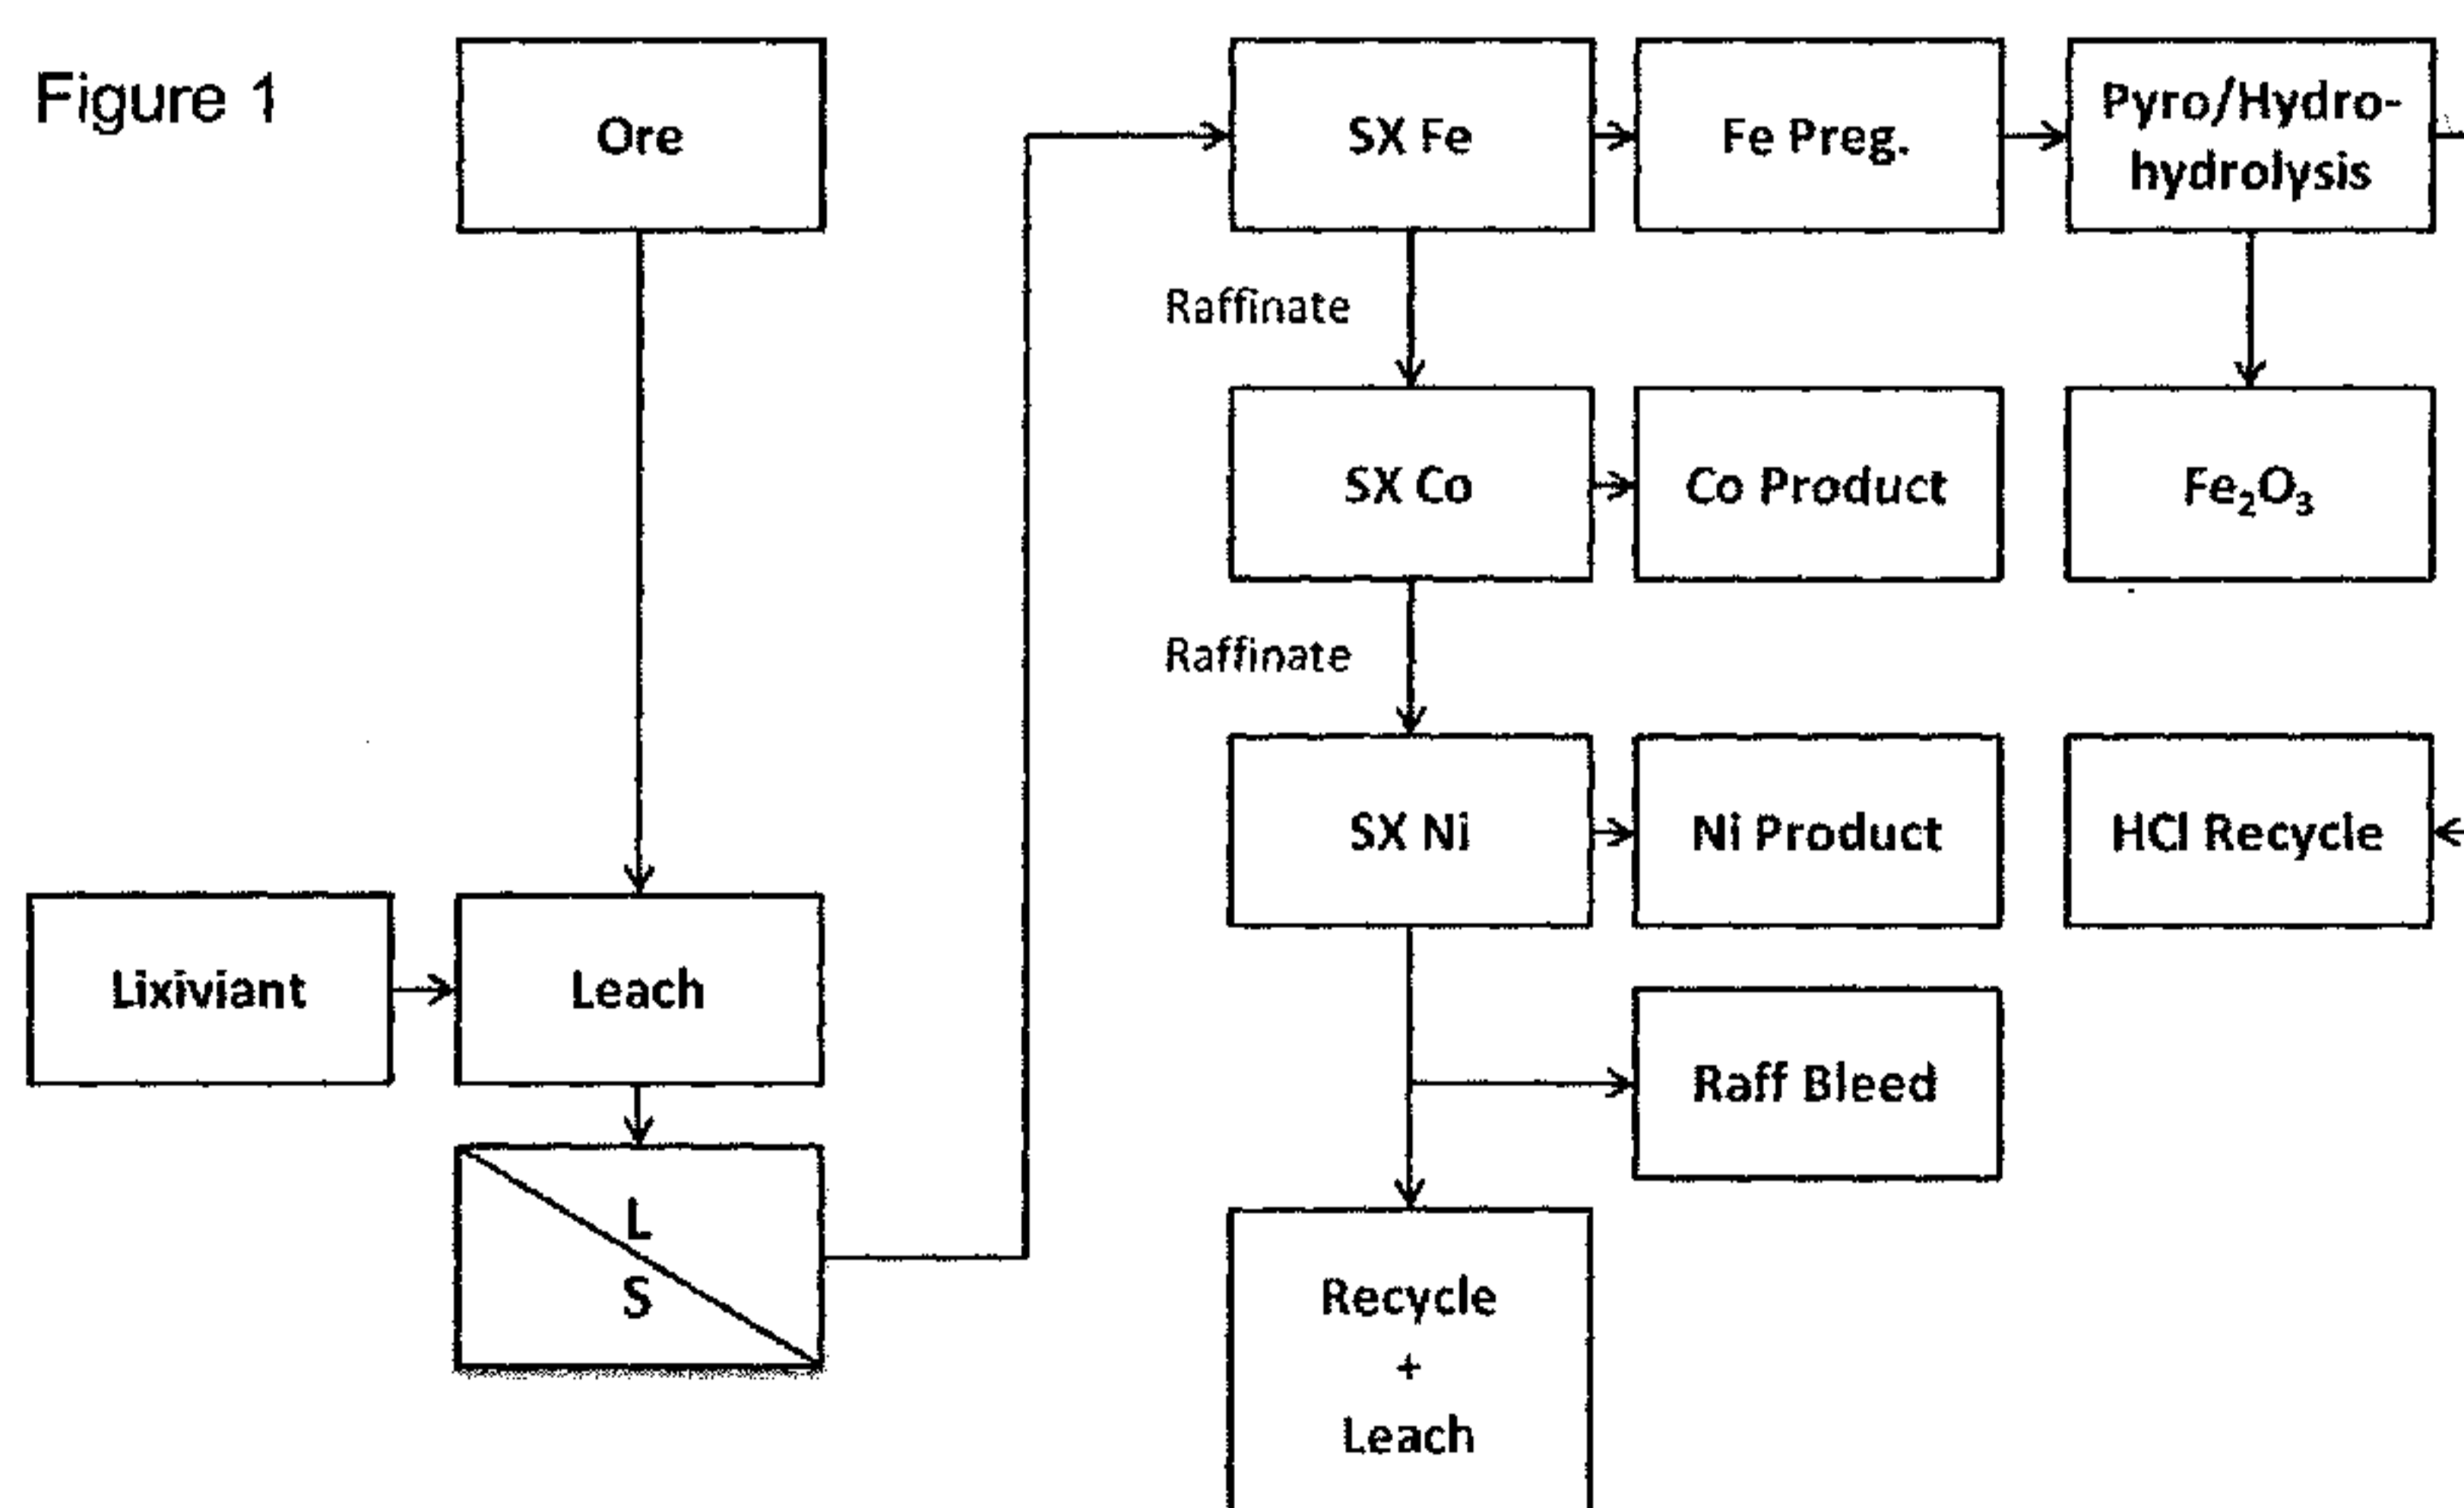 Figure 1
Ore
SX Fe
Fe Preg.
Pyro/Hydro-
hydrolysis
Raffinate
SX Co
Co Product
Fe₂O₃
Raffinate
SX Ni
Ni Product
HCl Recycle
Lixiviant
Leach
Raff Bleed
L
S
Recycle
+
Leach